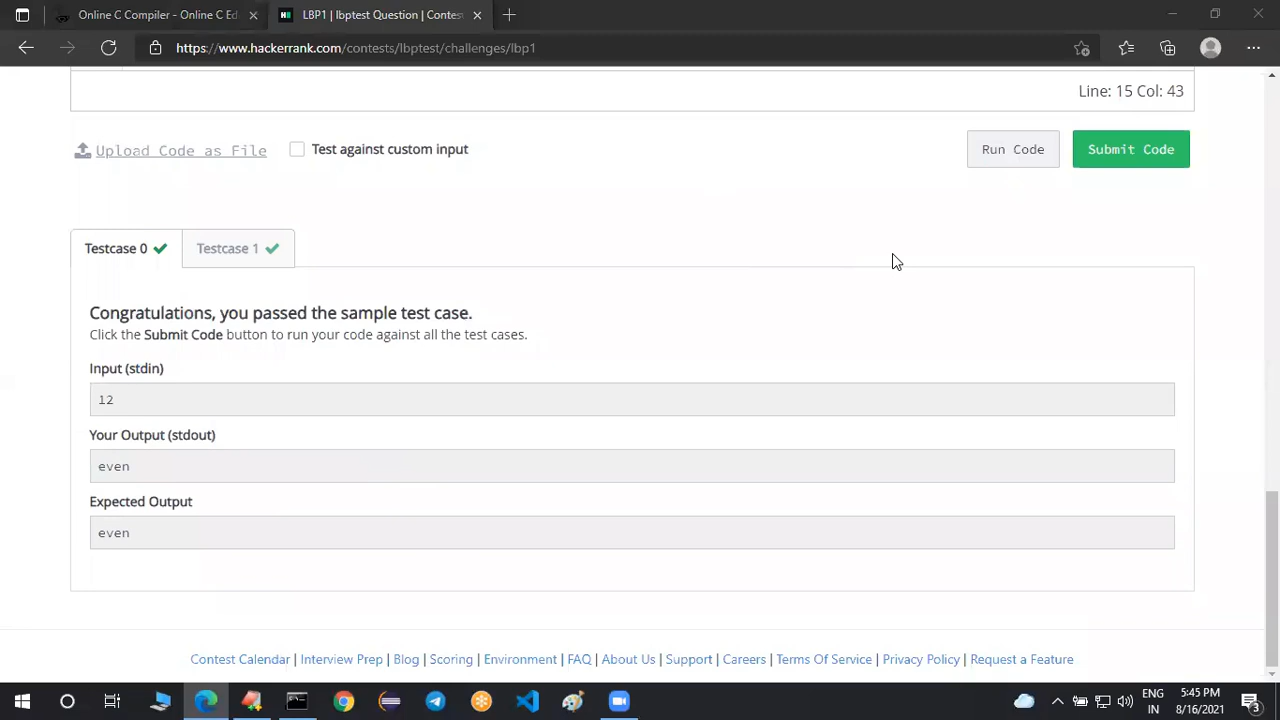 Online C Compiler - Online C Ed
LBP1 | lbptest Question | Contes
https://www.hackerrank.com/contests/lbptest/challenges/lbp1
Line: 15 Col: 43
Upload Code as File
Test against custom input
Run Code
Submit Code
Testcase 0
Testcase 1
Congratulations, you passed the sample test case.
Click the Submit Code button to run your code against all the test cases.
Input (stdin)
12
Your Output (stdout)
even
Expected Output
even
Contest Calendar | Interview Prep | Blog | Scoring | Environment | FAQ | About Us | Support | Careers | Terms Of Service | Privacy Policy | Request a Feature
ENG
IN
5:45 PM
8/16/2021
3